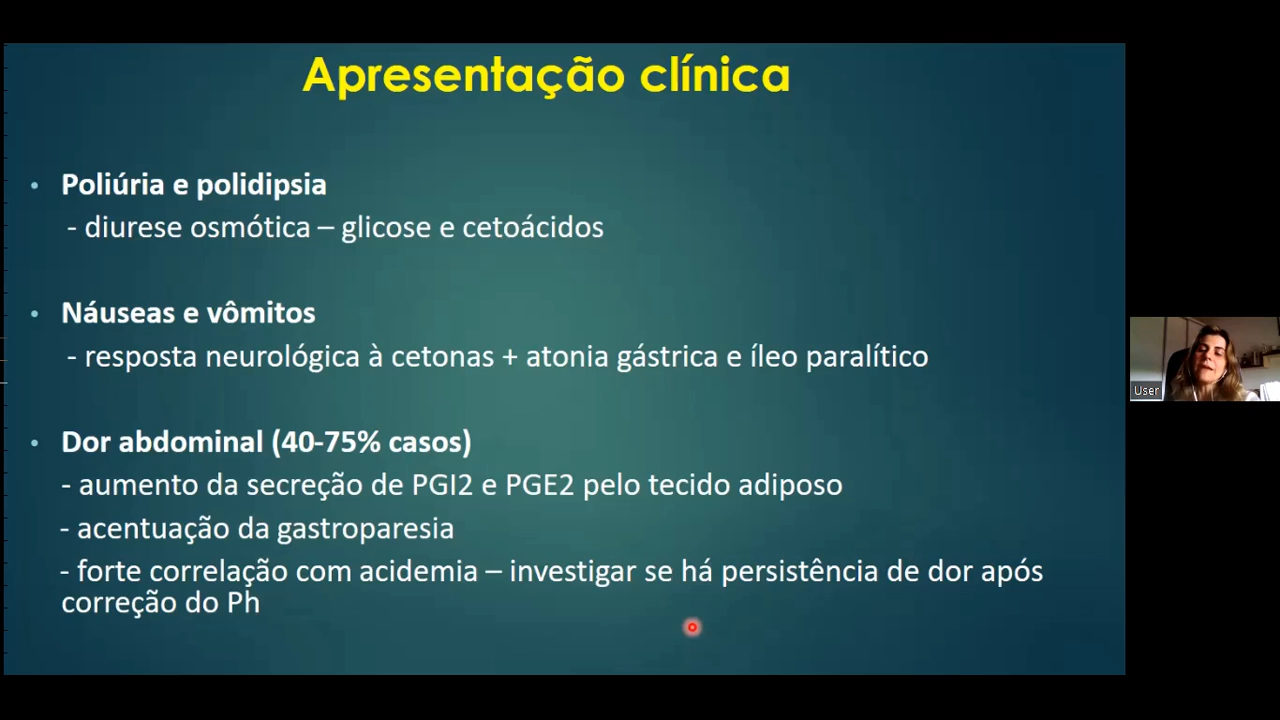 Apresentação clínica
• Poliúria e polidipsia
- diurese osmótica – glicose e cetoácidos
• Náuseas e vômitos
- resposta neurológica à cetonas + atonia gástrica e íleo paralítico
• Dor abdominal (40-75% casos)
- aumento da secreção de PGI2 e PGE2 pelo tecido adiposo
- acentuação da gastroparesia
- forte correlação com acidemia – investigar se há persistência de dor após
correção do Ph
User